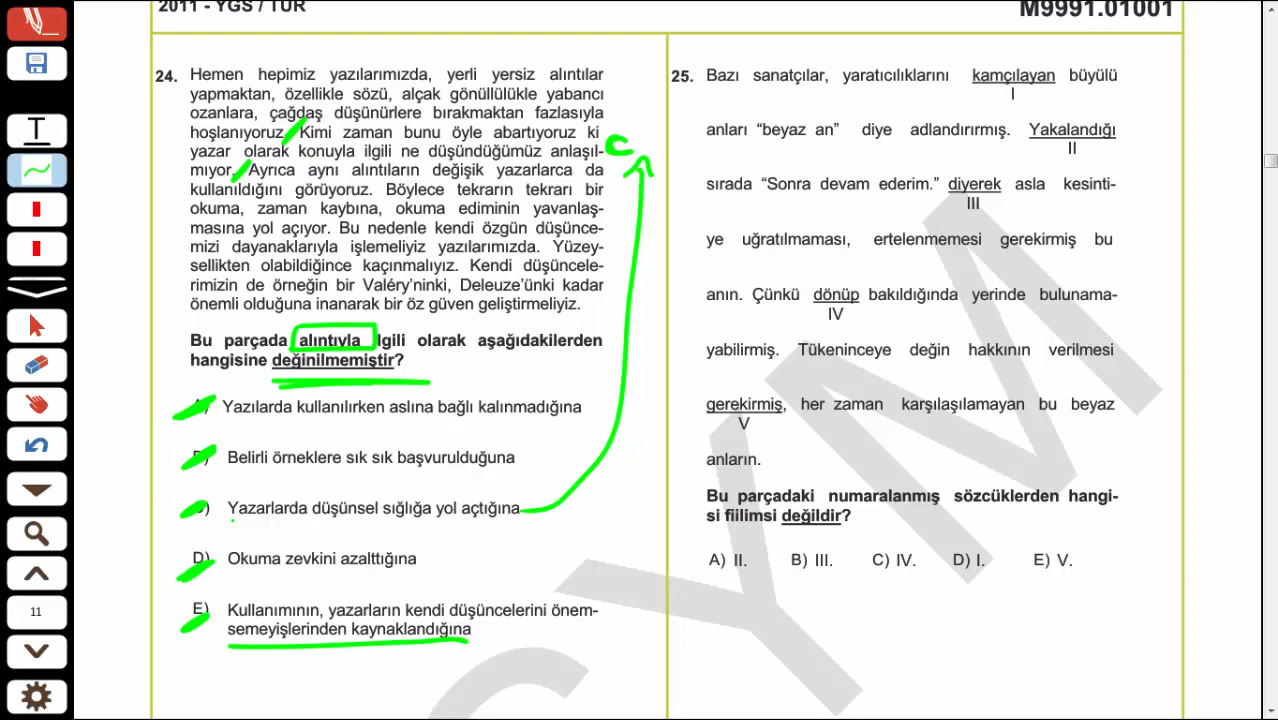 2011 - YGS / TÜR
M9991.01001
24. Hemen hepimiz yazılarımızda, yerli yersiz alıntılar
yapmaktan, özellikle sözü, alçak gönüllülükle yabancı
ozanlara, çağdaş düşünürlere bırakmaktan fazlasıyla
hoşlanıyoruz. Kimi zaman bunu öyle abartıyoruz ki
yazar olarak konuyla ilgili ne düşündüğümüz anlaşıl-
mıyor. Ayrıca aynı alıntıların değişik yazarlarca da
kullanıldığını görüyoruz. Böylece tekrarın tekrarı bir
okuma, zaman kaybına, okuma ediminin yavanlaş-
masına yol açıyor. Bu nedenle kendi özgün düşünce-
mizi dayanaklarıyla işlemeliyiz yazılarımızda. Yüzey-
sellikten olabildiğince kaçınmalıyız. Kendi düşüncele-
rimizin de örneğin bir Valéry’ninki, Deleuze’ünki kadar
önemli olduğuna inanarak bir öz güven geliştirmeliyiz.
Bu parçada alıntıyla ilgili olarak aşağıdakilerden
hangisine değinilmemiştir?
A) Yazılarda kullanılırken aslına bağlı kalınmadığına
B) Belirli örneklere sık sık başvurulduğuna
C) Yazarlarda düşünsel sığlığa yol açtığına
D) Okuma zevkini azalttığına
E) Kullanımının, yazarların kendi düşüncelerini önem-
semeyişlerinden kaynaklandığına
C
25. Bazı sanatçılar, yaratıcılıklarını kamçılayan büyülü
I
anları “beyaz an” diye adlandırırmış. Yakalandığı
II
sırada “Sonra devam ederim.” diyerek asla kesinti-
III
ye uğratılmaması, ertelenmemesi gerekirmiş bu
anın. Çünkü dönüp bakıldığında yerinde bulunama-
IV
yabilirmiş. Tükeninceye değin hakkının verilmesi
gerekirmiş, her zaman karşılaşılamayan bu beyaz
V
anların.
Bu parçadaki numaralanmış sözcüklerden hangi-
si fiilimsi değildir?
A) II. B) III. C) IV. D) I. E) V.
T
11
ÖSYM